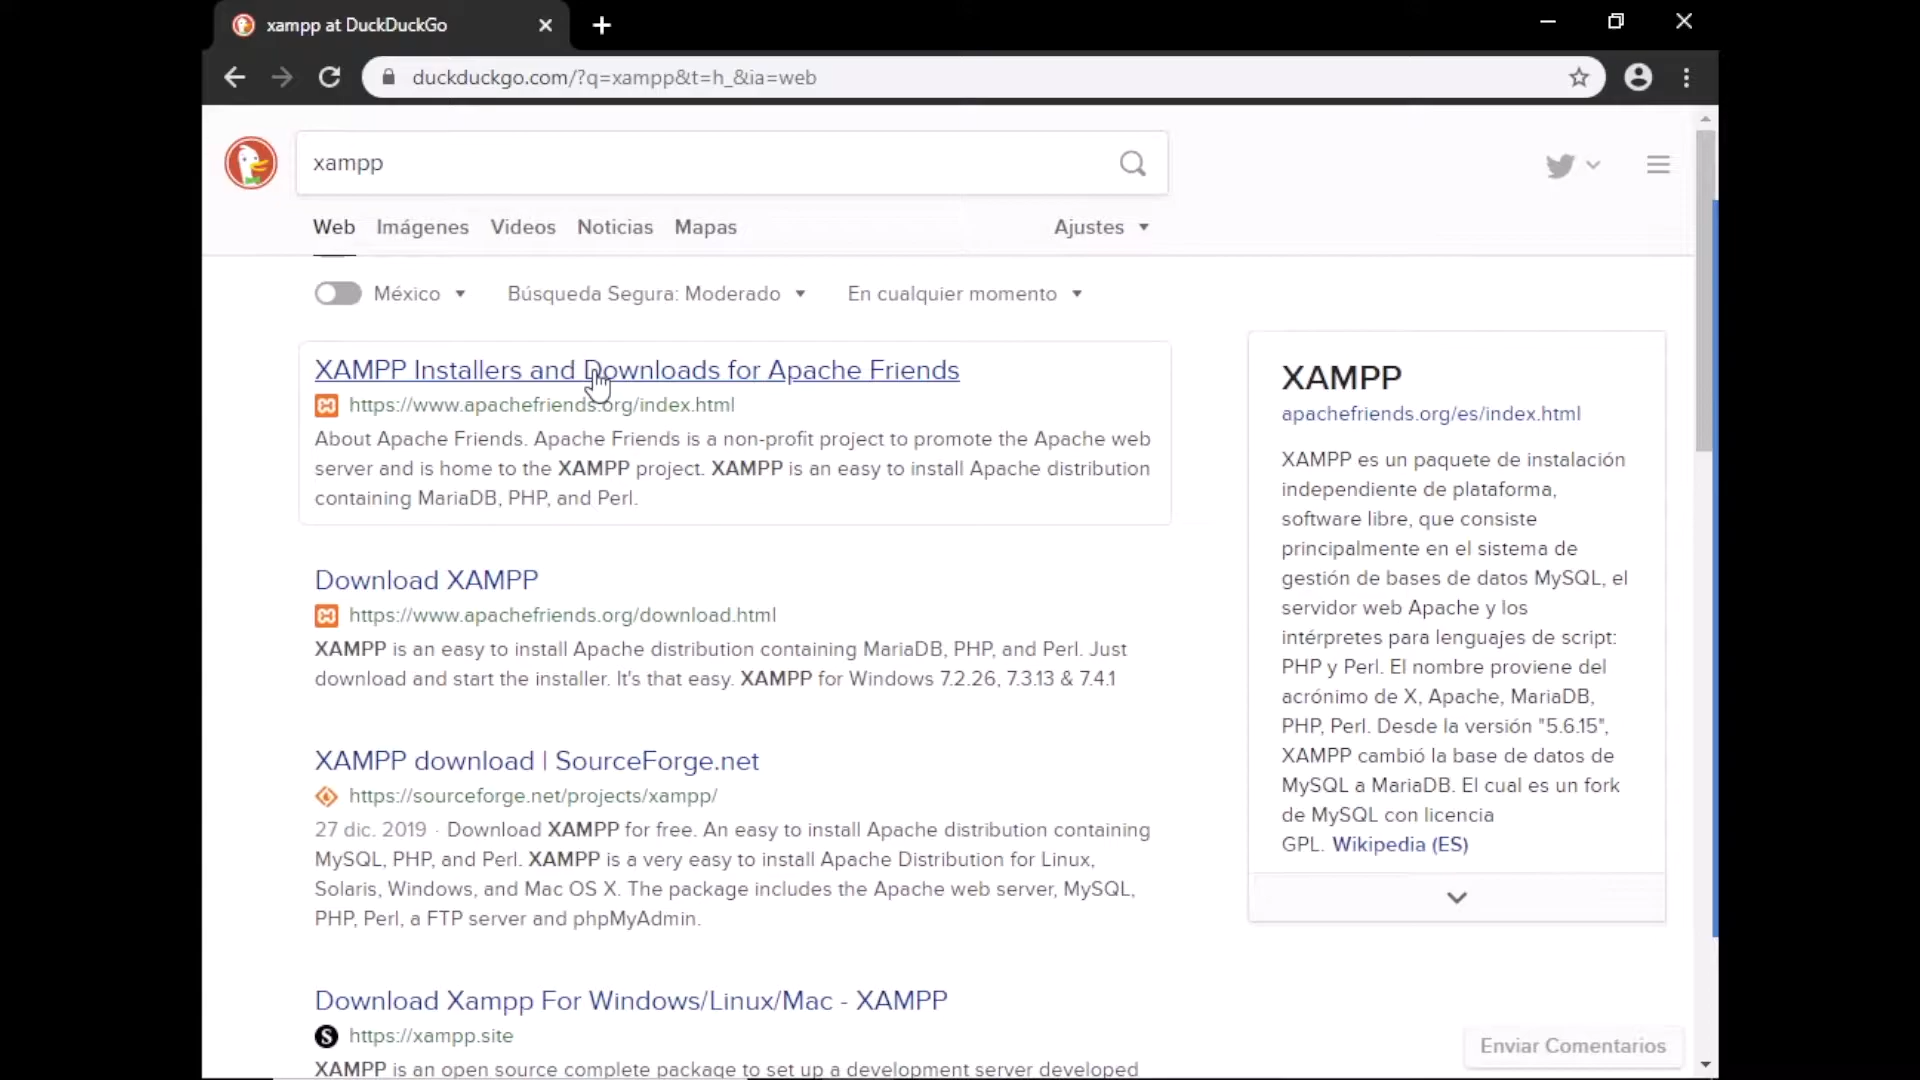 xampp at DuckDuckGo
duckduckgo.com/?q=xampp&t=h_&ia=web
xampp
Web Imágenes Videos Noticias Mapas Ajustes
México Búsqueda Segura: Moderado En cualquier momento
XAMPP Installers and Downloads for Apache Friends
https://www.apachefriends.org/index.html
About Apache Friends. Apache Friends is a non-profit project to promote the Apache web
server and is home to the XAMPP project. XAMPP is an easy to install Apache distribution
containing MariaDB, PHP, and Perl.
Download XAMPP
https://www.apachefriends.org/download.html
XAMPP is an easy to install Apache distribution containing MariaDB, PHP, and Perl. Just
download and start the installer. It's that easy. XAMPP for Windows 7.2.26, 7.3.13 & 7.4.1
XAMPP download | SourceForge.net
https://sourceforge.net/projects/xampp/
27 dic. 2019 · Download XAMPP for free. An easy to install Apache distribution containing
MySQL, PHP, and Perl. XAMPP is a very easy to install Apache Distribution for Linux,
Solaris, Windows, and Mac OS X. The package includes the Apache web server, MySQL,
PHP, Perl, a FTP server and phpMyAdmin.
Download Xampp For Windows/Linux/Mac - XAMPP
https://xampp.site
XAMPP is an open source complete package to set up a development server developed
XAMPP
apachefriends.org/es/index.html
XAMPP es un paquete de instalación
independiente de plataforma,
software libre, que consiste
principalmente en el sistema de
gestión de bases de datos MySQL, el
servidor web Apache y los
intérpretes para lenguajes de script:
PHP y Perl. El nombre proviene del
acrónimo de X, Apache, MariaDB,
PHP, Perl. Desde la versión "5.6.15",
XAMPP cambió la base de datos de
MySQL a MariaDB. El cual es un fork
de MySQL con licencia
GPL. Wikipedia (ES)
Enviar Comentarios